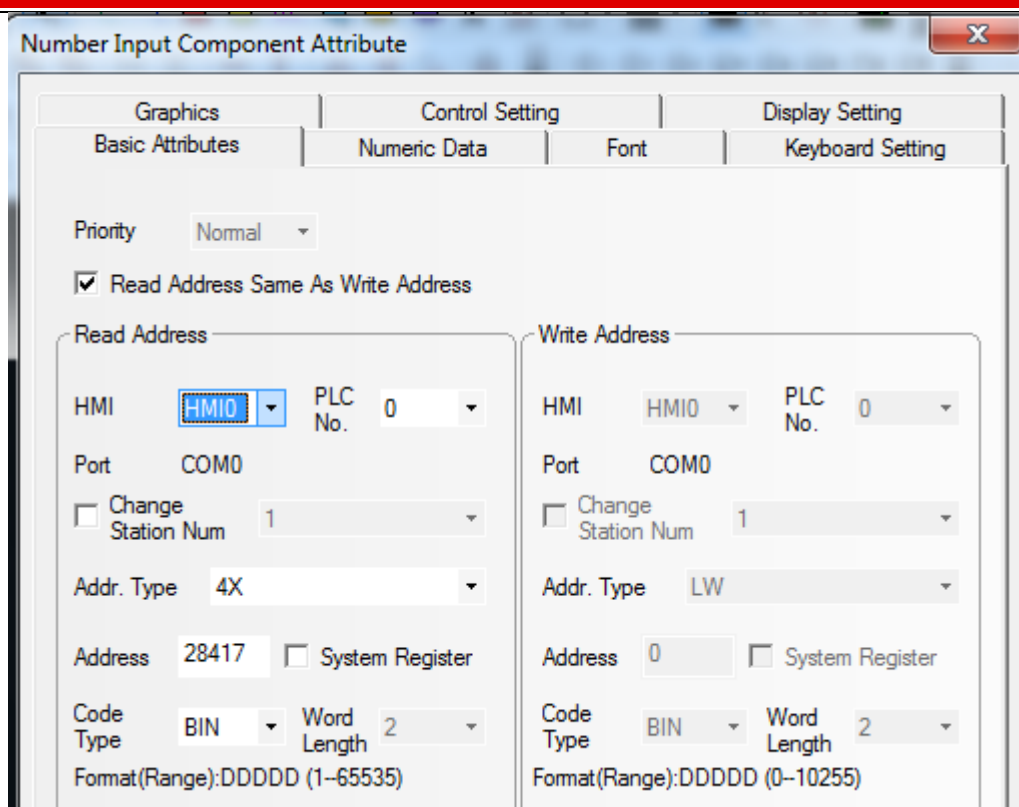 Number Input Component Attribute
Graphics Control Setting Display Setting
Basic Attributes Numeric Data Font Keyboard Setting
Priority Normal
Read Address Same As Write Address
Read Address
HMI HMI0 PLC No. 0
Port COM0
Change Station Num 1
Addr. Type 4X
Address 28417 System Register
Code Type BIN Word Length 2
Format(Range):DDDDD (1--65535)
Write Address
HMI HMI0 PLC No. 0
Port COM0
Change Station Num 1
Addr. Type LW
Address 0 System Register
Code Type BIN Word Length 2
Format(Range):DDDDD (0--10255)